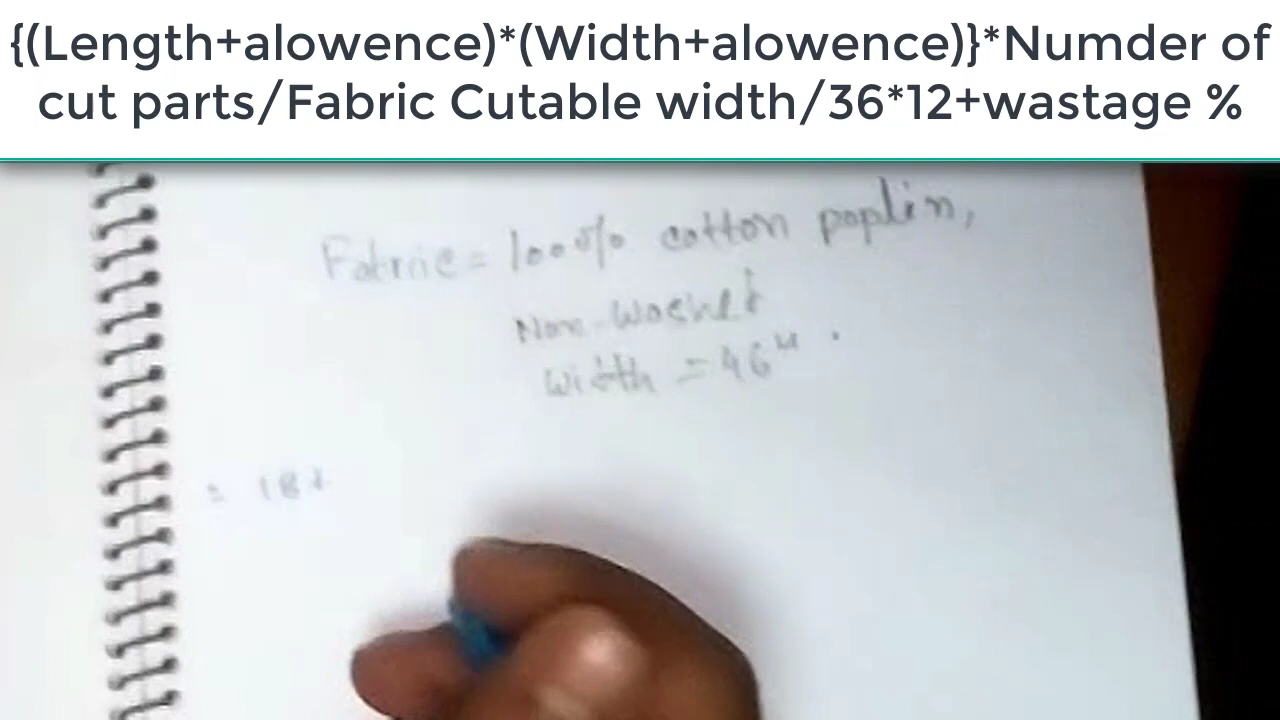 {(Length+alowence)*(Width+alowence)}*Numder of
cut parts/Fabric Cutable width/36*12+wastage %
Fabric = 100% cotton poplin,
Non-Washed
Width = 46" .
= 18+